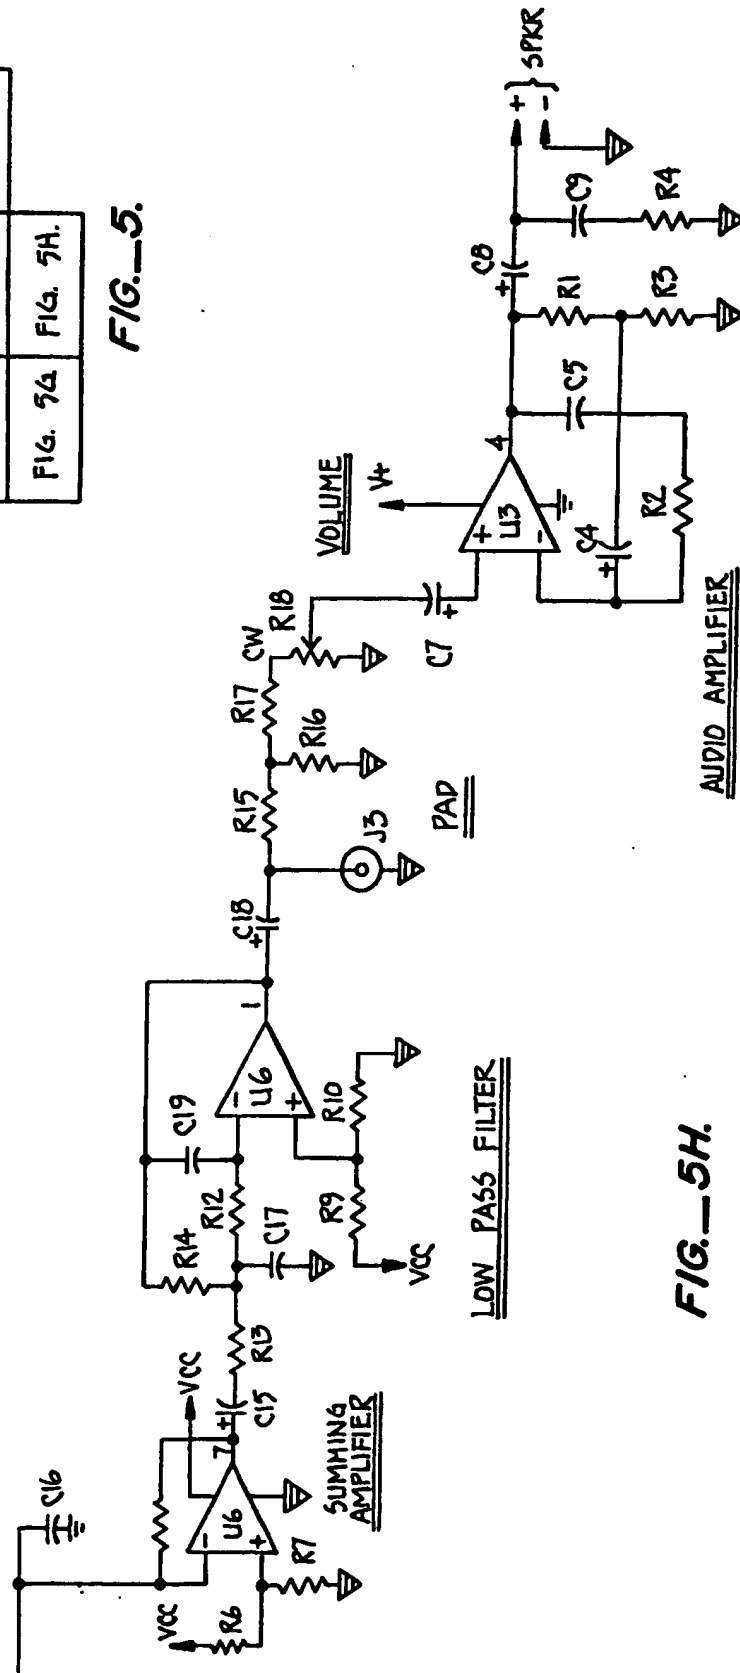 FIG. 5G FIG. 5H.
FIG._5.
C16
VCC
R6
R7
U6
-
+
7
VCC
SUMMING
AMPLIFIER
+
C15
R13
R14
R12
C17
C19
U6
-
+
1
R9
R10
VCC
LOW PASS FILTER
+
C18
J3
R15
R16
R17
PAD
CW
R18
VOLUME
C7
+
V+
U3
+
-
4
C4
+
R2
C5
R1
R3
C8
+
C9
R4
+
-
SPKR
AUDIO AMPLIFIER
FIG._5H.